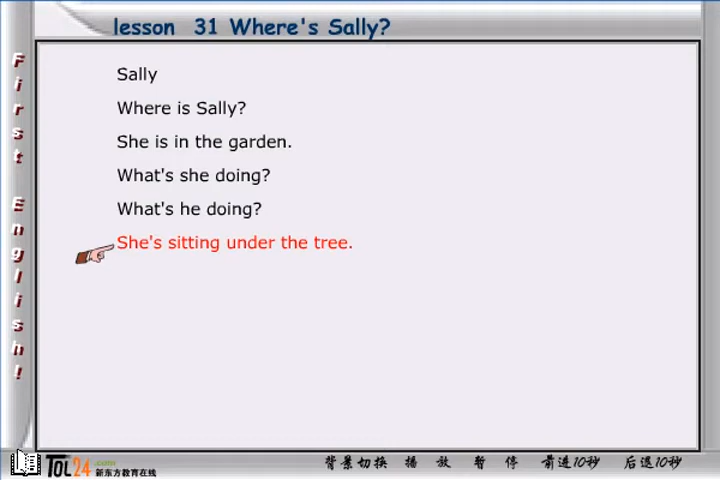 lesson 31 Where's Sally?
First English!
Sally
Where is Sally?
She is in the garden.
What's she doing?
What's he doing?
She's sitting under the tree.
TOL24.com 新东方教育在线
背景切换 播放 暂停 前进10秒 后退10秒